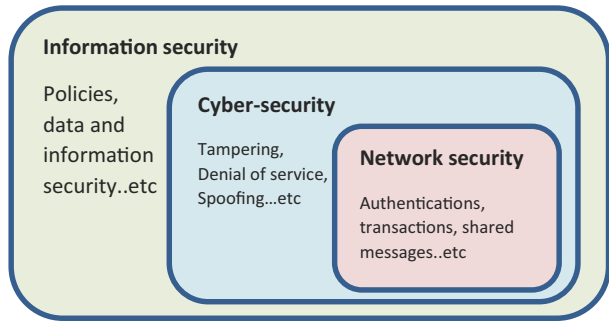 Information security
Policies,
data and
information
security..etc
Cyber-security
Tampering,
Denial of service,
Spoofing...etc
Network security
Authentications,
transactions, shared
messages..etc